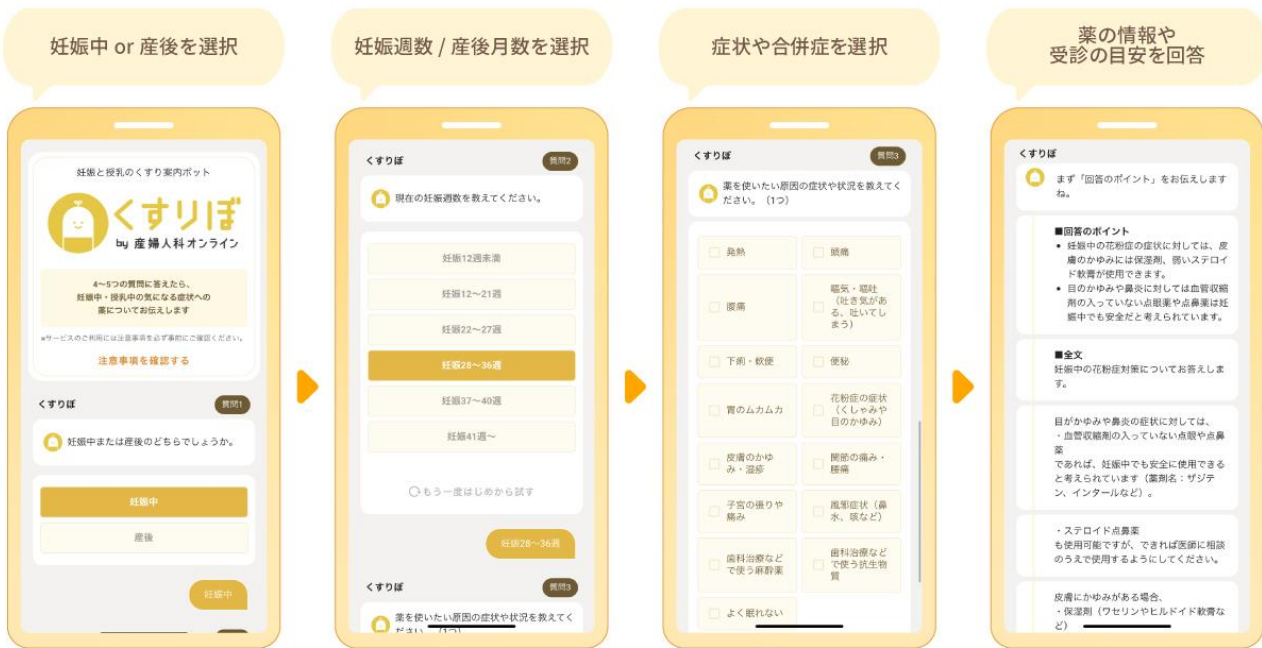 妊娠中 or 産後を選択
妊娠と授乳のくすり案内ボット
くすりぼ
by 産婦人科オンライン
4〜5つの質問に答えたら、
妊娠中・授乳中の気になる症状への
薬についてお伝えします
※サービスのご利用には注意事項を必ず事前にご確認ください。
注意事項を確認する
くすりぼ
質問1
妊娠中または産後のどちらでしょうか。
妊娠中
産後
妊娠中
妊娠週数 / 産後月数を選択
くすりぼ
質問2
現在の妊娠週数を教えてください。
妊娠12週未満
妊娠12〜21週
妊娠22〜27週
妊娠28〜36週
妊娠37〜40週
妊娠41週〜
もう一度はじめから試す
妊娠28〜36週
くすりぼ
質問3
薬を使いたい原因の症状や状況を教えてく
ださい。（1つ）
症状や合併症を選択
くすりぼ
質問3
薬を使いたい原因の症状や状況を教えてく
ださい。（1つ）
発熱
頭痛
腹痛
嘔気・嘔吐
（吐き気があ
る、吐いてし
まう）
下痢・軟便
便秘
胃のムカムカ
花粉症の症状
（くしゃみや
目のかゆみ）
皮膚のかゆ
み・湿疹
関節の痛み・
腰痛
子宮の張りや
痛み
風邪症状（鼻
水、咳など）
歯科治療など
で使う麻酔薬
歯科治療など
で使う抗生物
質
よく眠れない
薬の情報や
受診の目安を回答
くすりぼ
まず「回答のポイント」をお伝えします
ね。
■回答のポイント
• 妊娠中の花粉症の症状に対しては、皮
膚のかゆみには保湿剤、弱いステロイ
ド軟膏が使用できます。
• 目のかゆみや鼻炎に対しては血管収縮
剤の入っていない点眼薬や点鼻薬は妊
娠中でも安全だと考えられています。
■全文
妊娠中の花粉症対策についてお答えしま
す。
目がかゆみや鼻炎の症状に対しては、
・血管収縮剤の入っていない点眼や点鼻
薬
であれば、妊娠中でも安全に使用できる
と考えられています（薬剤名：ザジテ
ン、インタールなど）。
・ステロイド点鼻薬
も使用可能ですが、できれば医師に相談
のうえで使用するようにしてください。
皮膚にかゆみがある場合、
・保湿剤（ワセリンやヒルドイド軟膏な
ど）